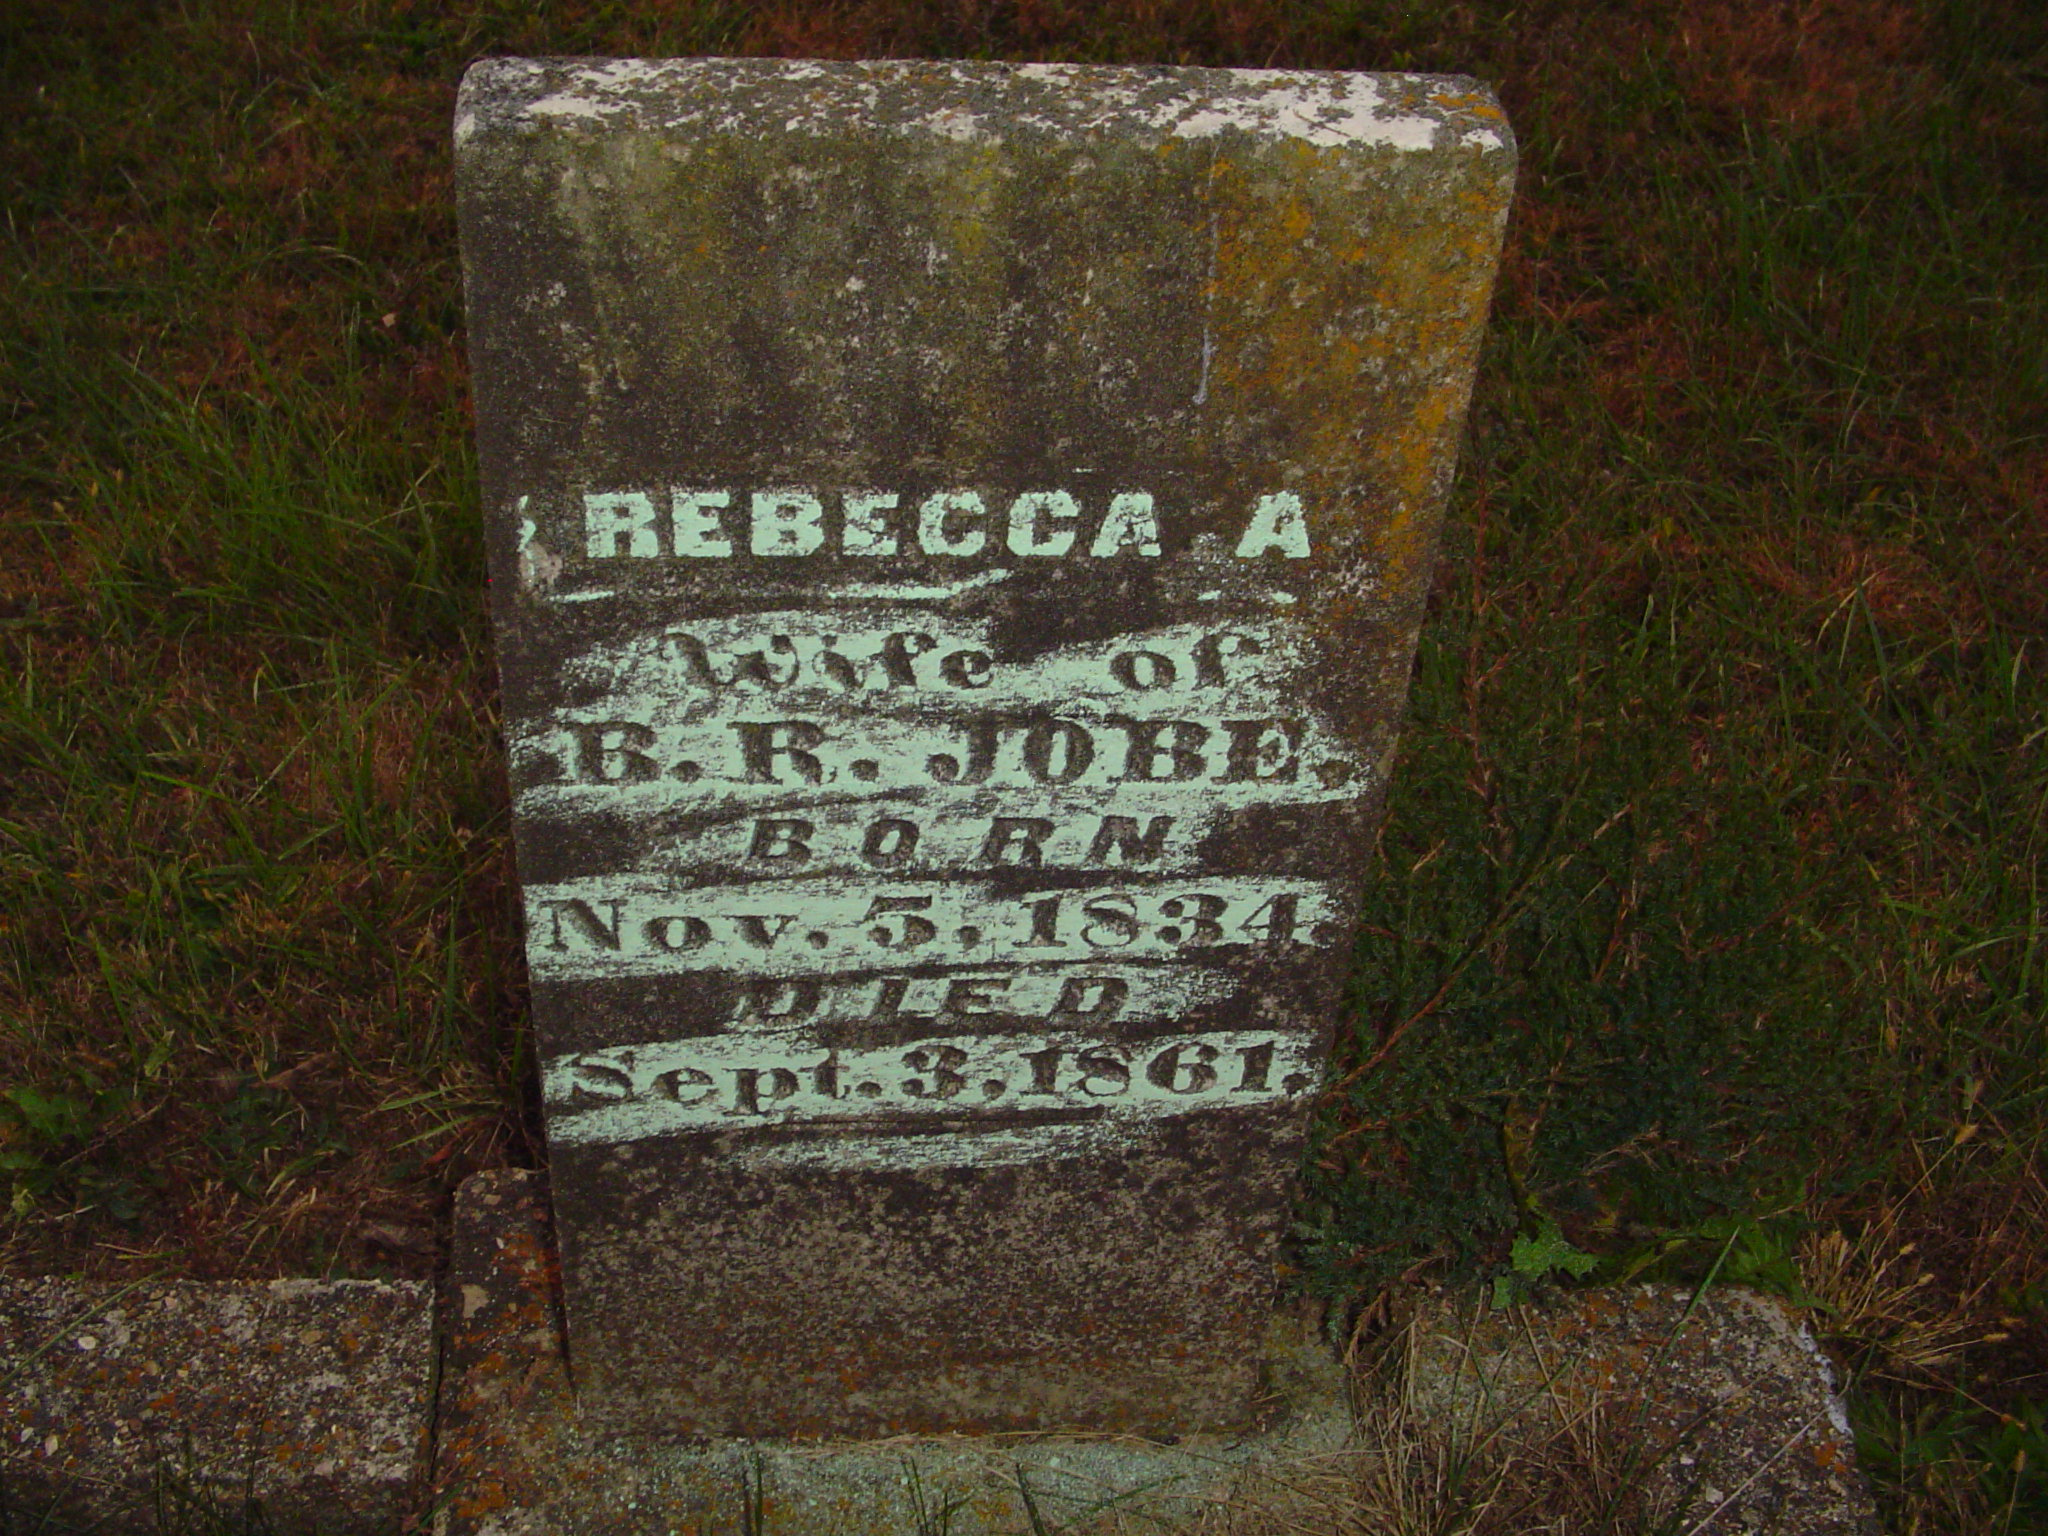 REBECCA A
Wife of
B. R. JOBE.
BORN
Nov. 5, 1834
DIED
Sept. 3, 1861.